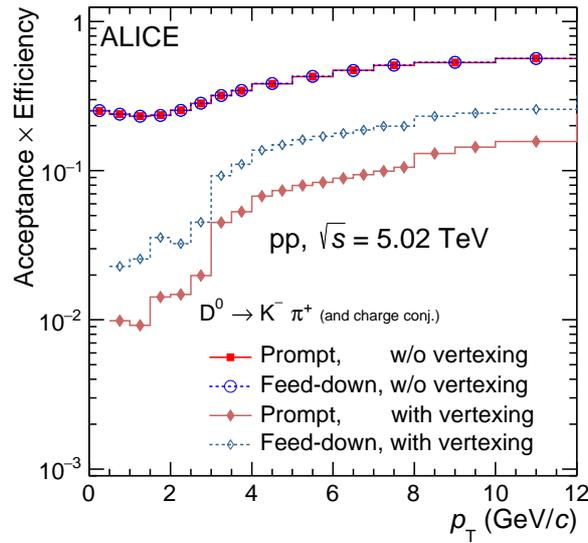 1
ALICE
Acceptance × Efficiency
10⁻¹
pp, √s = 5.02 TeV
10⁻²
D⁰ → K⁻ π⁺ (and charge conj.)
Prompt, w/o vertexing
Feed-down, w/o vertexing
Prompt, with vertexing
Feed-down, with vertexing
10⁻³
0 2 4 6 8 10 12
p_T (GeV/c)